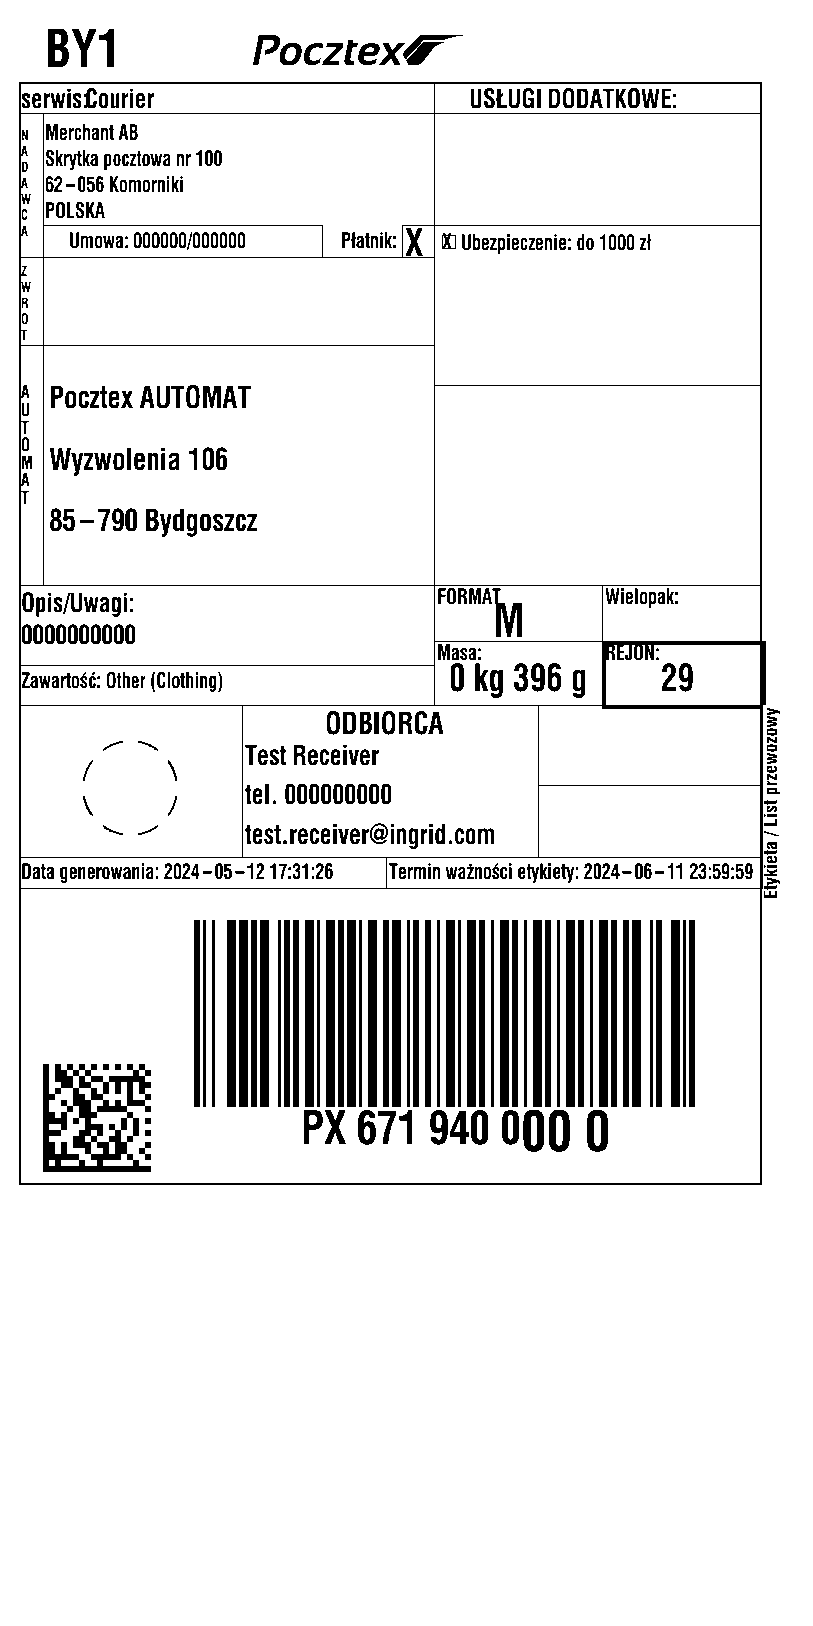 BY1
Pocztex
serwis:Courier
USŁUGI DODATKOWE:
NADAWCA
Merchant AB
Skrytka pocztowa nr 100
62-056 Komorniki
POLSKA
Umowa: 000000/000000
Płatnik: X
X Ubezpieczenie: do 1000 zł
ZWROT
AUTOMAT
Pocztex AUTOMAT
Wyzwolenia 106
85-790 Bydgoszcz
Opis/Uwagi:
0000000000
FORMAT
M
Wielopak:
Zawartość: Other (Clothing)
Masa:
0 kg 396 g
REJON:
29
ODBIORCA
Test Receiver
tel. 000000000
test.receiver@ingrid.com
Etykieta / List przewozowy
Data generowania: 2024-05-12 17:31:26
Termin ważności etykiety: 2024-06-11 23:59:59
PX 671 940 000 0